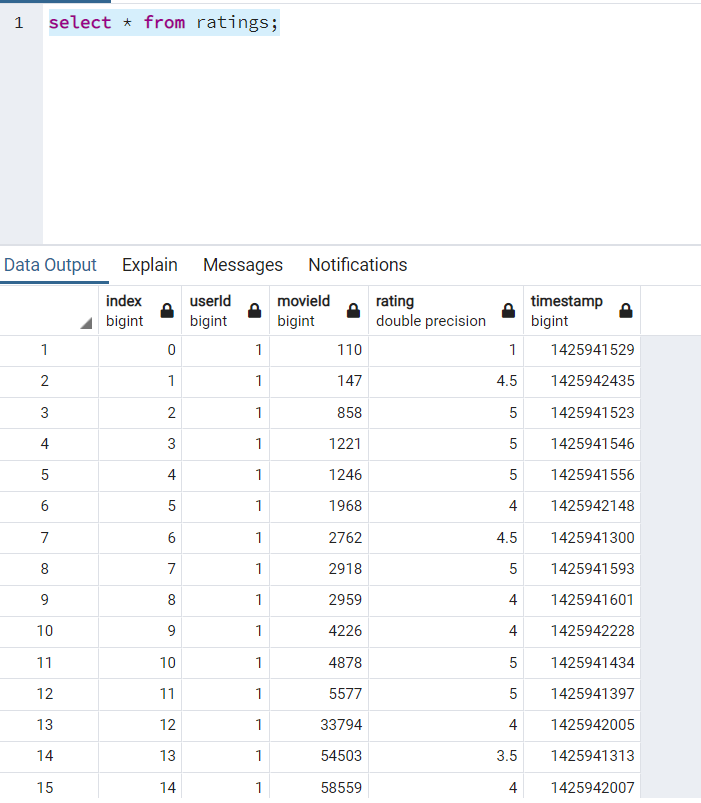 1 select * from ratings;
Data Output Explain Messages Notifications
index userId movieId rating timestamp
bigint bigint bigint double precision bigint
1 0 1 110 1 1425941529
2 1 1 147 4.5 1425942435
3 2 1 858 5 1425941523
4 3 1 1221 5 1425941546
5 4 1 1246 5 1425941556
6 5 1 1968 4 1425942148
7 6 1 2762 4.5 1425941300
8 7 1 2918 5 1425941593
9 8 1 2959 4 1425941601
10 9 1 4226 4 1425942228
11 10 1 4878 5 1425941434
12 11 1 5577 5 1425941397
13 12 1 33794 4 1425942005
14 13 1 54503 3.5 1425941313
15 14 1 58559 4 1425942007